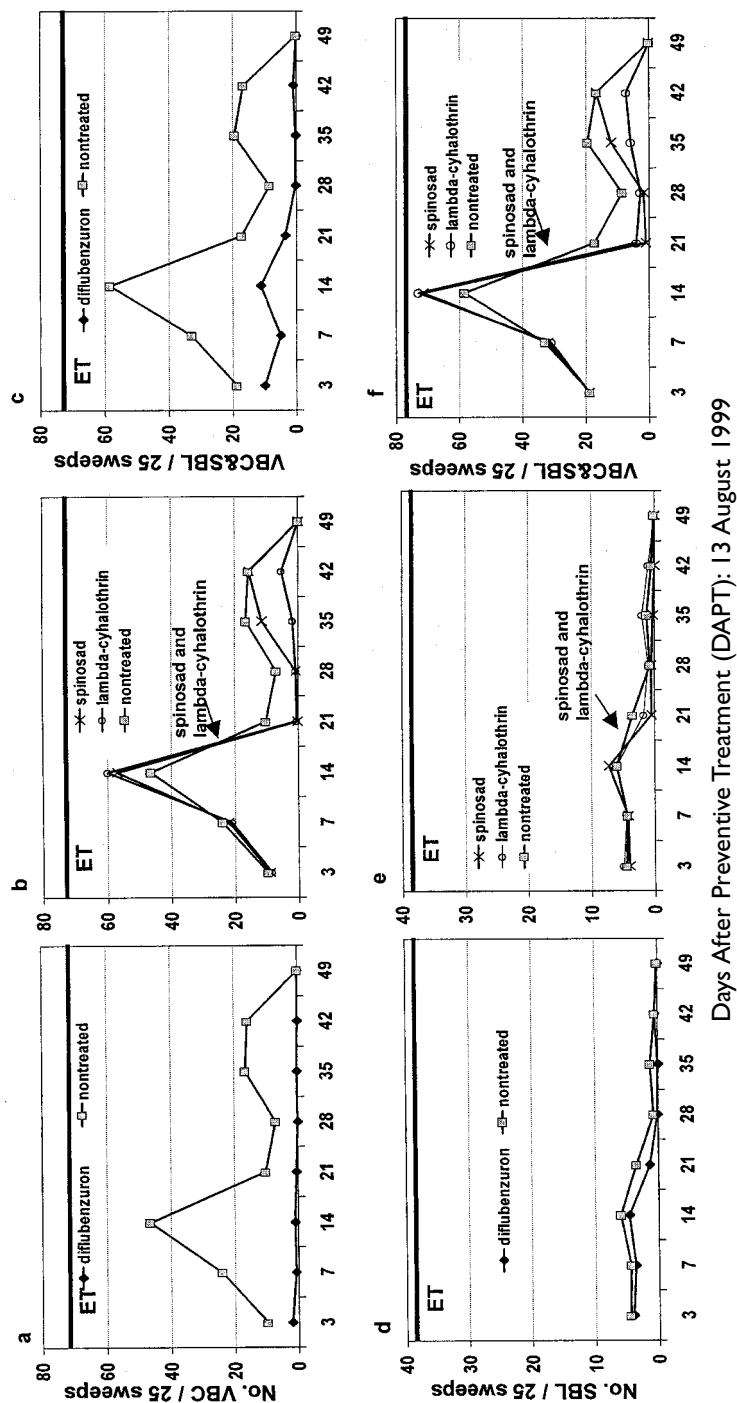 a
No. VBC / 25 sweeps
80
60
40
20
0
ET
diflubenzuron
nontreated
3 7 14 21 28 35 42 49
b
80
60
40
20
0
ET
spinosad
lambda-cyhalothrin
nontreated
spinosad and
lambda-cyhalothrin
3 7 14 21 28 35 42 49
c
VBC&SBL / 25 sweeps
80
60
40
20
0
ET
diflubenzuron
nontreated
3 7 14 21 28 35 42 49
d
No. SBL / 25 sweeps
40
30
20
10
0
ET
diflubenzuron
nontreated
3 7 14 21 28 35 42 49
e
40
30
20
10
0
ET
spinosad
lambda-cyhalothrin
nontreated
spinosad and
lambda-cyhalothrin
3 7 14 21 28 35 42 49
f
VBC&SBL / 25 sweeps
80
60
40
20
0
ET
spinosad
lambda-cyhalothrin
nontreated
spinosad and
lambda-cyhalothrin
3 7 14 21 28 35 42 49
Days After Preventive Treatment (DAPT): 13 August 1999